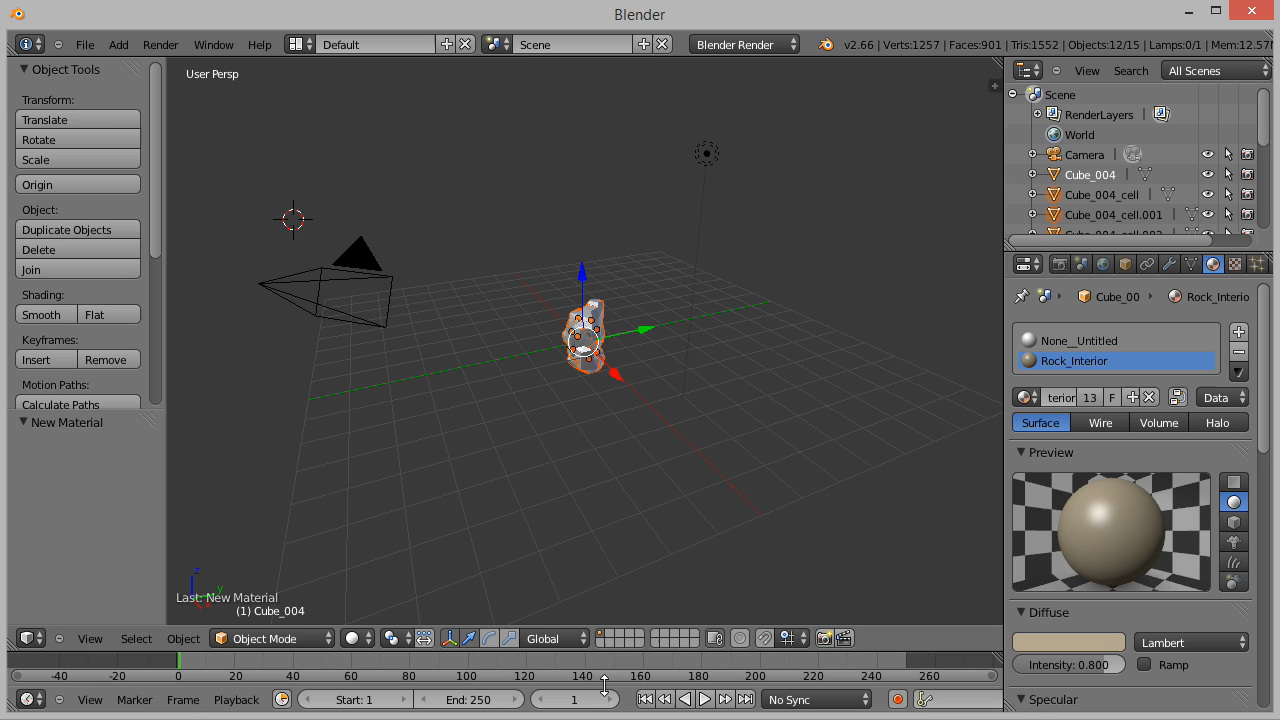 Blender
File Add Render Window Help Default Scene Blender Render v2.66 | Verts:1257 | Faces:901 | Tris:1552 | Objects:12/15 | Lamps:0/1 | Mem:12.57
Object Tools
Transform:
Translate
Rotate
Scale
Origin
Object:
Duplicate Objects
Delete
Join
Shading:
Smooth Flat
Keyframes:
Insert Remove
Motion Paths:
Calculate Paths
New Material
User Persp
z
y
Last: New Material
(1) Cube_004
View Search All Scenes
Scene
RenderLayers
World
Camera
Cube_004
Cube_004_cell
Cube_004_cell.001
Cube_00 Rock_Interio
None__Untitled
Rock_Interior
terior 13 F Data
Surface Wire Volume Halo
Preview
Diffuse
Lambert
Intensity: 0.800 Ramp
Specular
View Select Object Object Mode Global
-40 -20 0 20 40 60 80 100 120 140 160 180 200 220 240 260
View Marker Frame Playback Start: 1 End: 250 1 No Sync